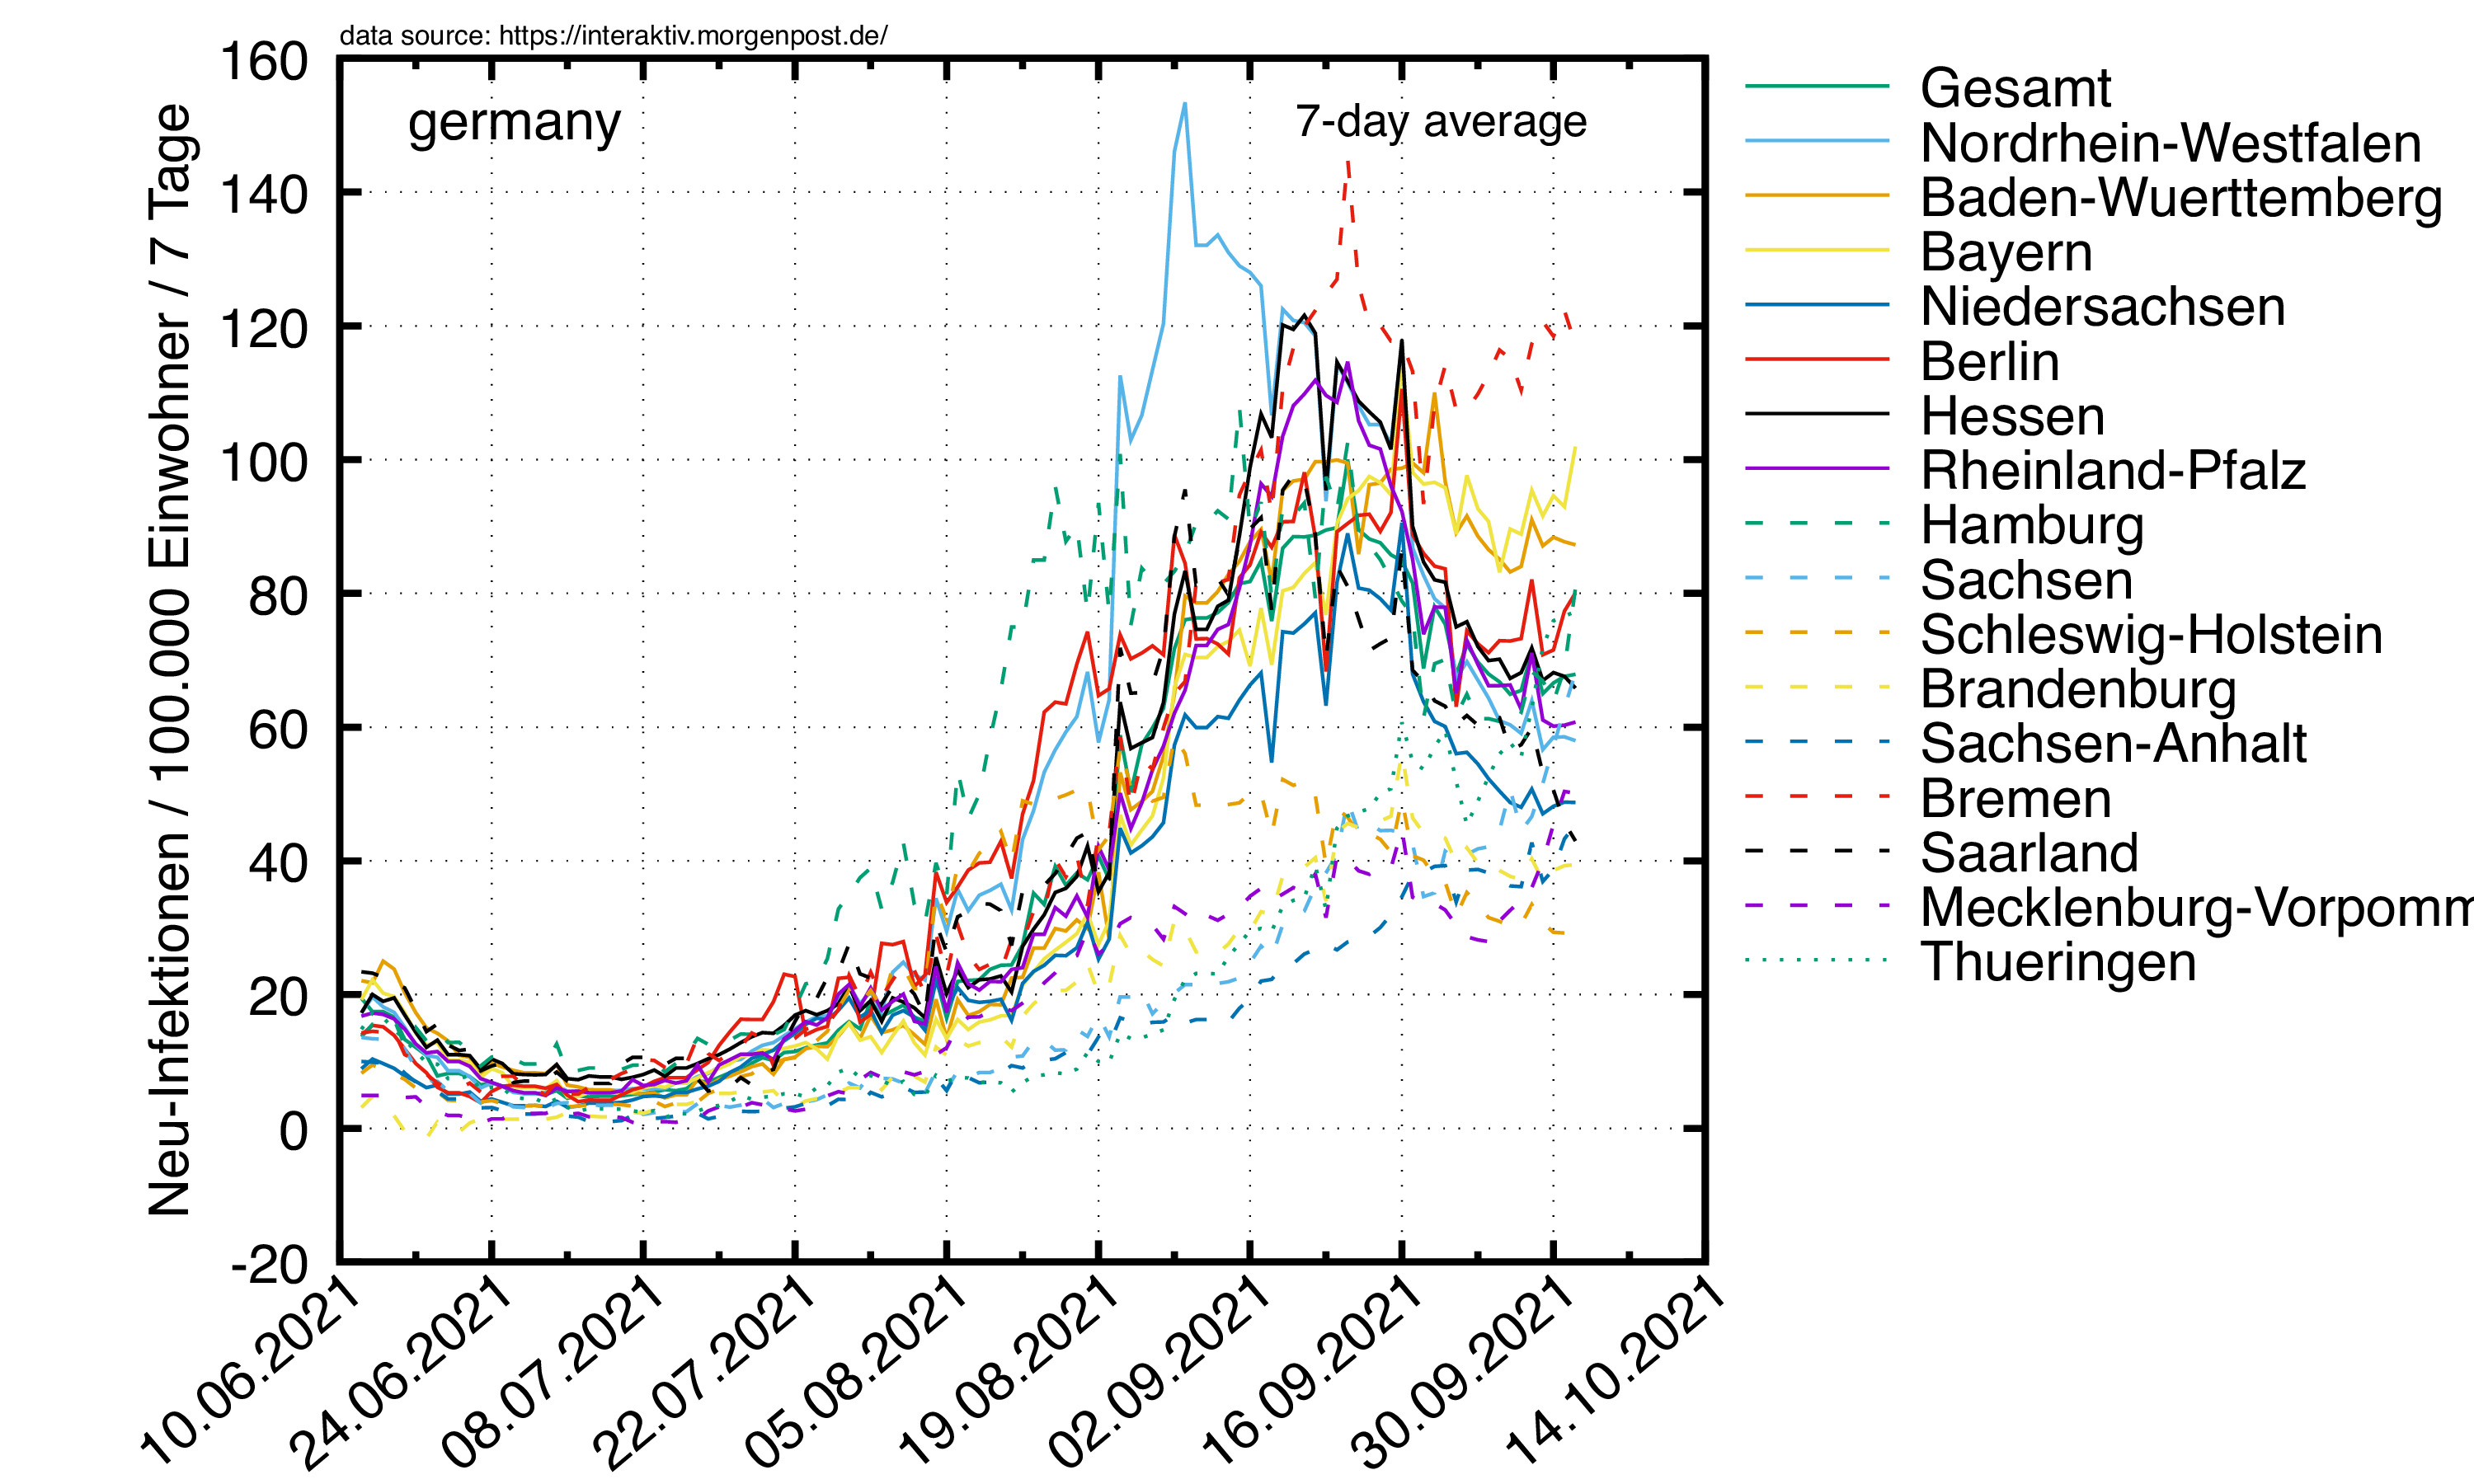 data source: https://interaktiv.morgenpost.de/
germany
7-day average
Neu-Infektionen / 100.000 Einwohner / 7 Tage
160
140
120
100
80
60
40
20
0
-20
10.06.2021
24.06.2021
08.07.2021
22.07.2021
05.08.2021
19.08.2021
02.09.2021
16.09.2021
30.09.2021
14.10.2021
Gesamt
Nordrhein-Westfalen
Baden-Wuerttemberg
Bayern
Niedersachsen
Berlin
Hessen
Rheinland-Pfalz
Hamburg
Sachsen
Schleswig-Holstein
Brandenburg
Sachsen-Anhalt
Bremen
Saarland
Mecklenburg-Vorpomm
Thueringen